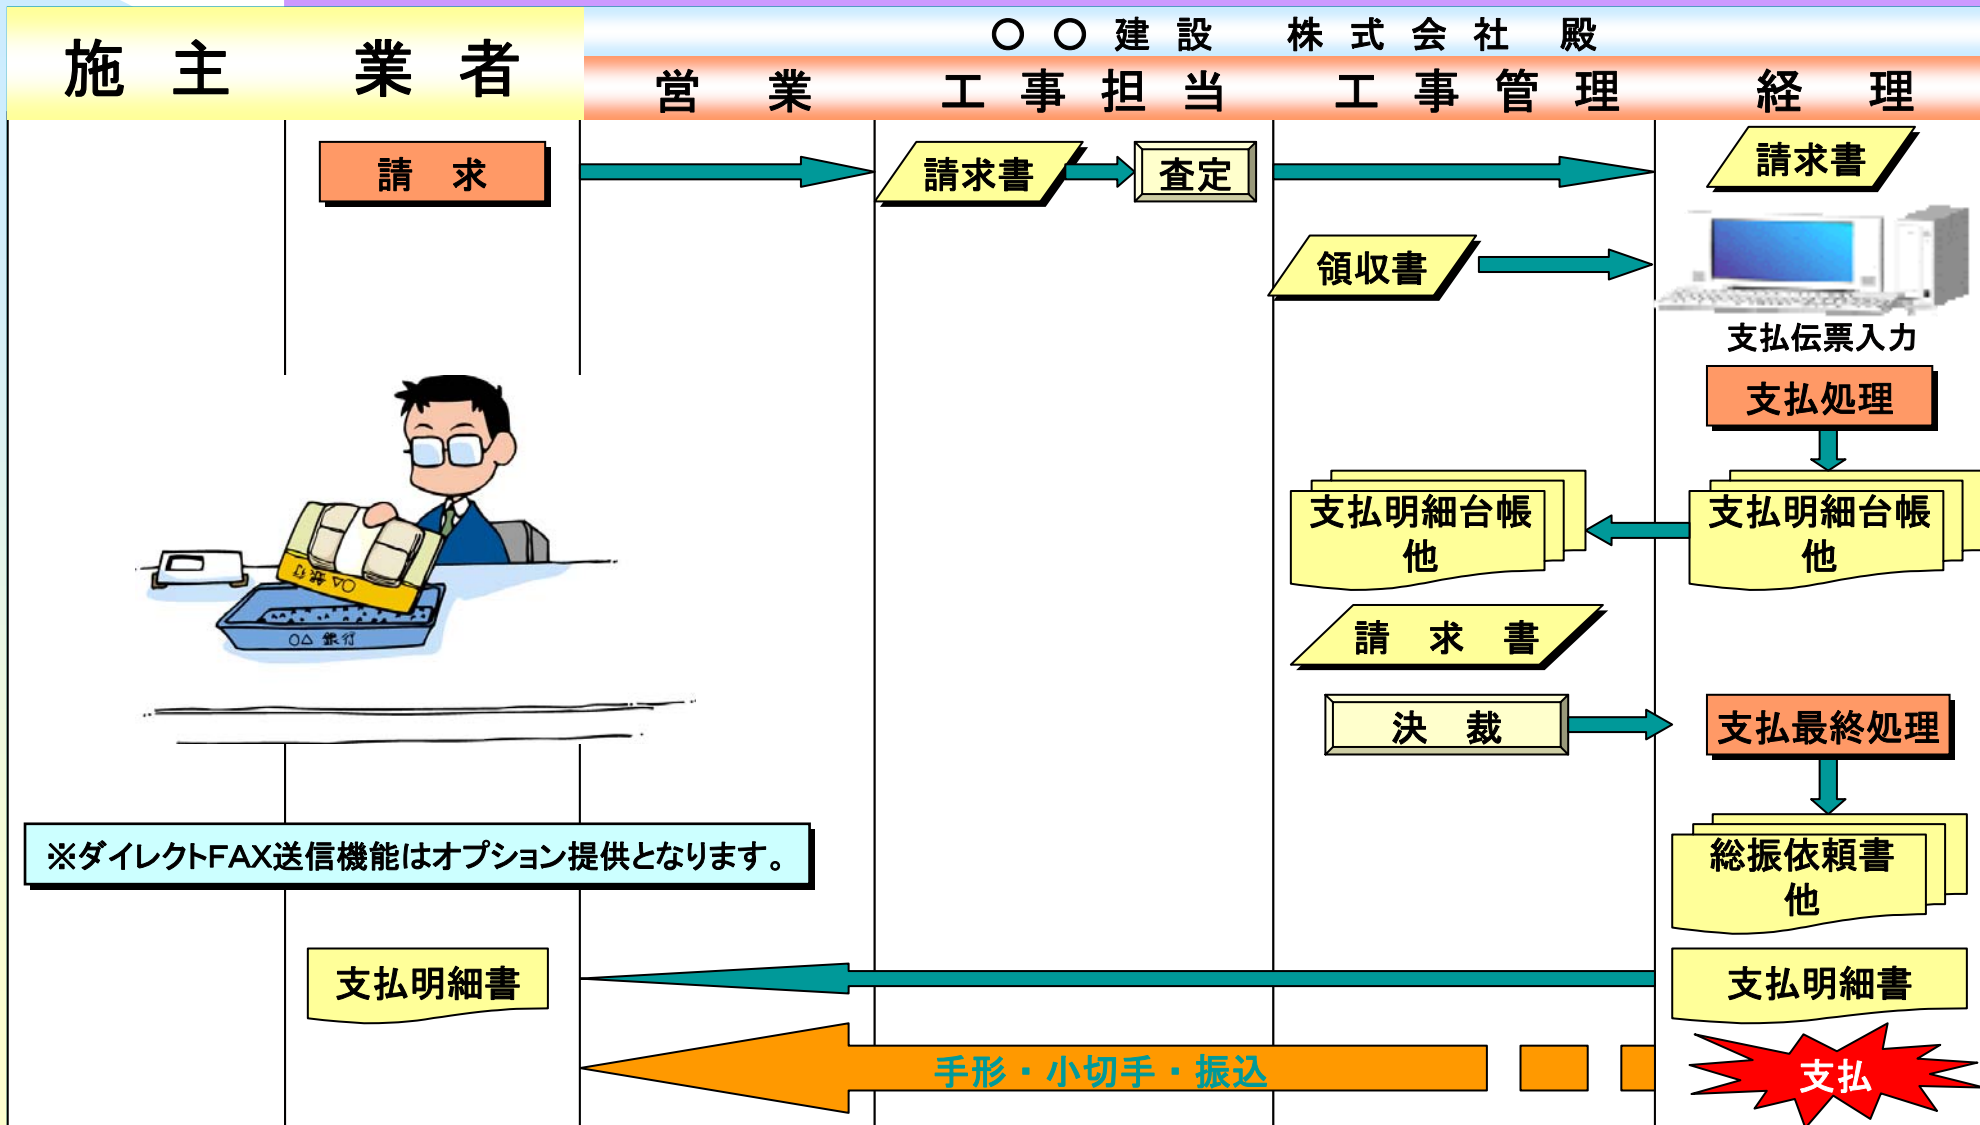 〇〇建設 株式会社 殿
施主 業者
営業 工事担当 工事管理 経理
請求
請求書
査定
請求書
領収書
支払伝票入力
支払処理
支払明細台帳
他
支払明細台帳
他
〇△ 銀行
〇△ 銀行
請求書
決裁
支払最終処理
※ダイレクトFAX送信機能はオプション提供となります。
総振依頼書
他
支払明細書
支払明細書
手形・小切手・振込
支払